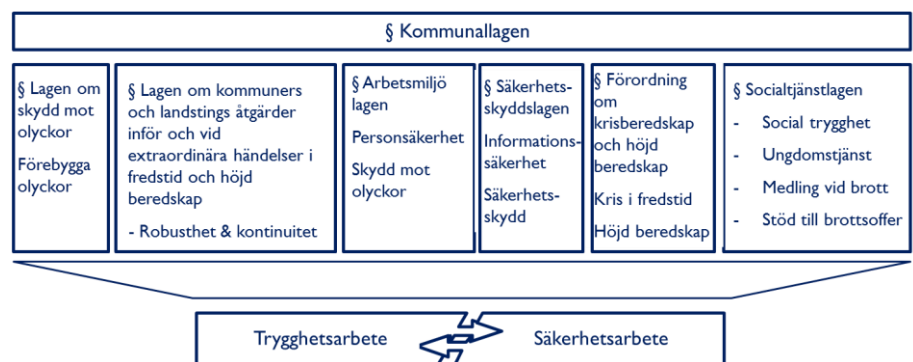 § Kommunallagen
§ Lagen om
skydd mot
olyckor
Förebygga
olyckor
§ Lagen om kommuners
och landstings åtgärder
inför och vid
extraordinära händelser i
fredstid och höjd
beredskap
- Robusthet & kontinuitet
§ Arbetsmiljö
lagen
Personsäkerhet
Skydd mot
olyckor
§ Säkerhets-
skyddslagen
Informations-
säkerhet
Säkerhets-
skydd
§ Förordning
om
krisberedskap
och höjd
beredskap
Kris i fredstid
Höjd beredskap
§ Socialtjänstlagen
- Social trygghet
- Ungdomstjänst
- Medling vid brott
- Stöd till brottsoffer
Trygghetsarbete
Säkerhetsarbete